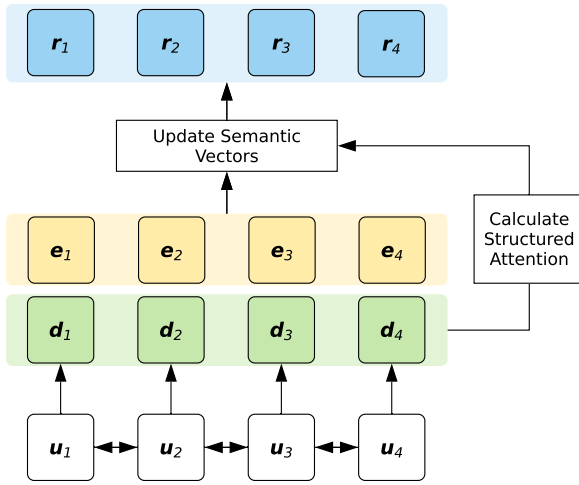 r1 r2 r3 r4
Update Semantic
Vectors
Calculate
Structured
Attention
e1 e2 e3 e4
d1 d2 d3 d4
u1 u2 u3 u4